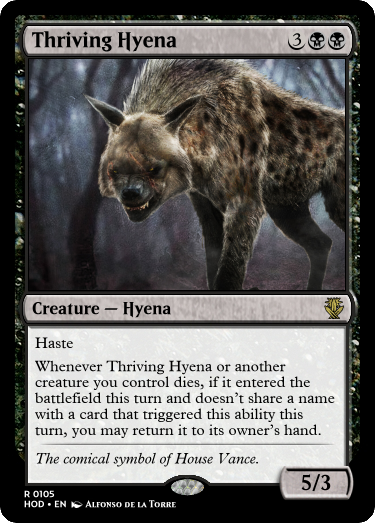 Thriving Hyena 3
Creature — Hyena
Haste
Whenever Thriving Hyena or another
creature you control dies, if it entered the
battlefield this turn and doesn't share a name
with a card that triggered this ability this
turn, you may return it to its owner's hand.
The comical symbol of House Vance.
5/3
R 0105
HOD • EN Alfonso de la Torre